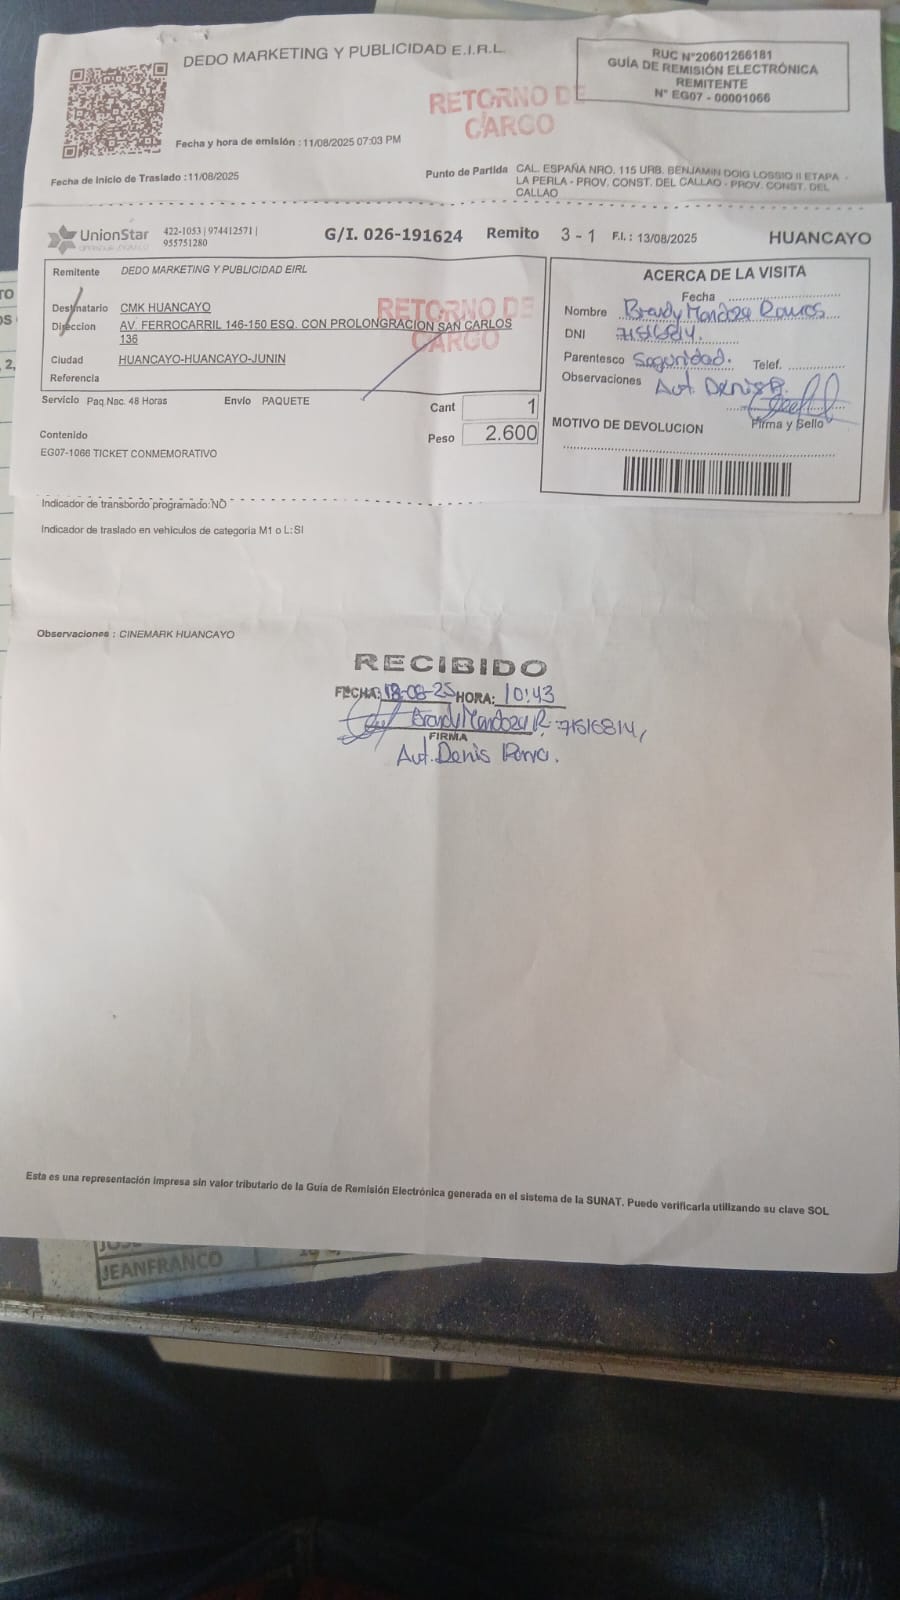 DEDO MARKETING Y PUBLICIDAD E.I.R.L.
RUC N°20601266181
GUÍA DE REMISIÓN ELECTRÓNICA
REMITENTE
N° EG07 - 00001066
RETORNO DE
CARGO
Fecha y hora de emisión : 11/08/2025 07:03 PM
Fecha de Inicio de Traslado : 11/08/2025
Punto de Partida CAL. ESPAÑA NRO. 115 URB. BENJAMIN DOIG LOSSIO II ETAPA -
LA PERLA - PROV. CONST. DEL CALLAO - PROV. CONST. DEL
CALLAO
UnionStar
422-1053 | 974412571 |
955751280
G/I. 026-191624 Remito 3 - 1 F.I.: 13/08/2025 HUANCAYO
Remitente DEDO MARKETING Y PUBLICIDAD EIRL
Destinatario CMK HUANCAYO
Direccion AV. FERROCARRIL 146-150 ESQ. CON PROLONGRACION SAN CARLOS
136
RETORNO DE
CARGO
Ciudad HUANCAYO-HUANCAYO-JUNIN
Referencia
Servicio Paq.Nac. 48 Horas Envio PAQUETE
Cant 1
Peso 2.600
Contenido
EG07-1066 TICKET CONMEMORATIVO
ACERCA DE LA VISITA
Fecha
Nombre Brandy Mendoza Ramos
DNI 71516814.
Parentesco Seguridad. Telef.
Observaciones Aut. Denis P.
Firma y Sello
MOTIVO DE DEVOLUCION
Indicador de transbordo programado:NO
Indicador de traslado en vehículos de categoría M1 o L:SI
Observaciones : CINEMARK HUANCAYO
RECIBIDO
FECHA: 18-08-25 HORA: 10:43
Brandy Mendoza R. 71516814,
FIRMA
Aut. Denis
Esta es una representación impresa sin valor tributario de la Guía de Remisión Electrónica generada en el sistema de la SUNAT. Puede verificarla utilizando su clave SOL
JEANFRANCO